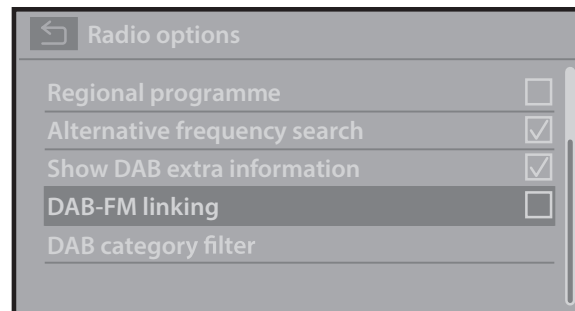 Radio options
Regional programme
Alternative frequency search
Show DAB extra information
DAB-FM linking
DAB category filter